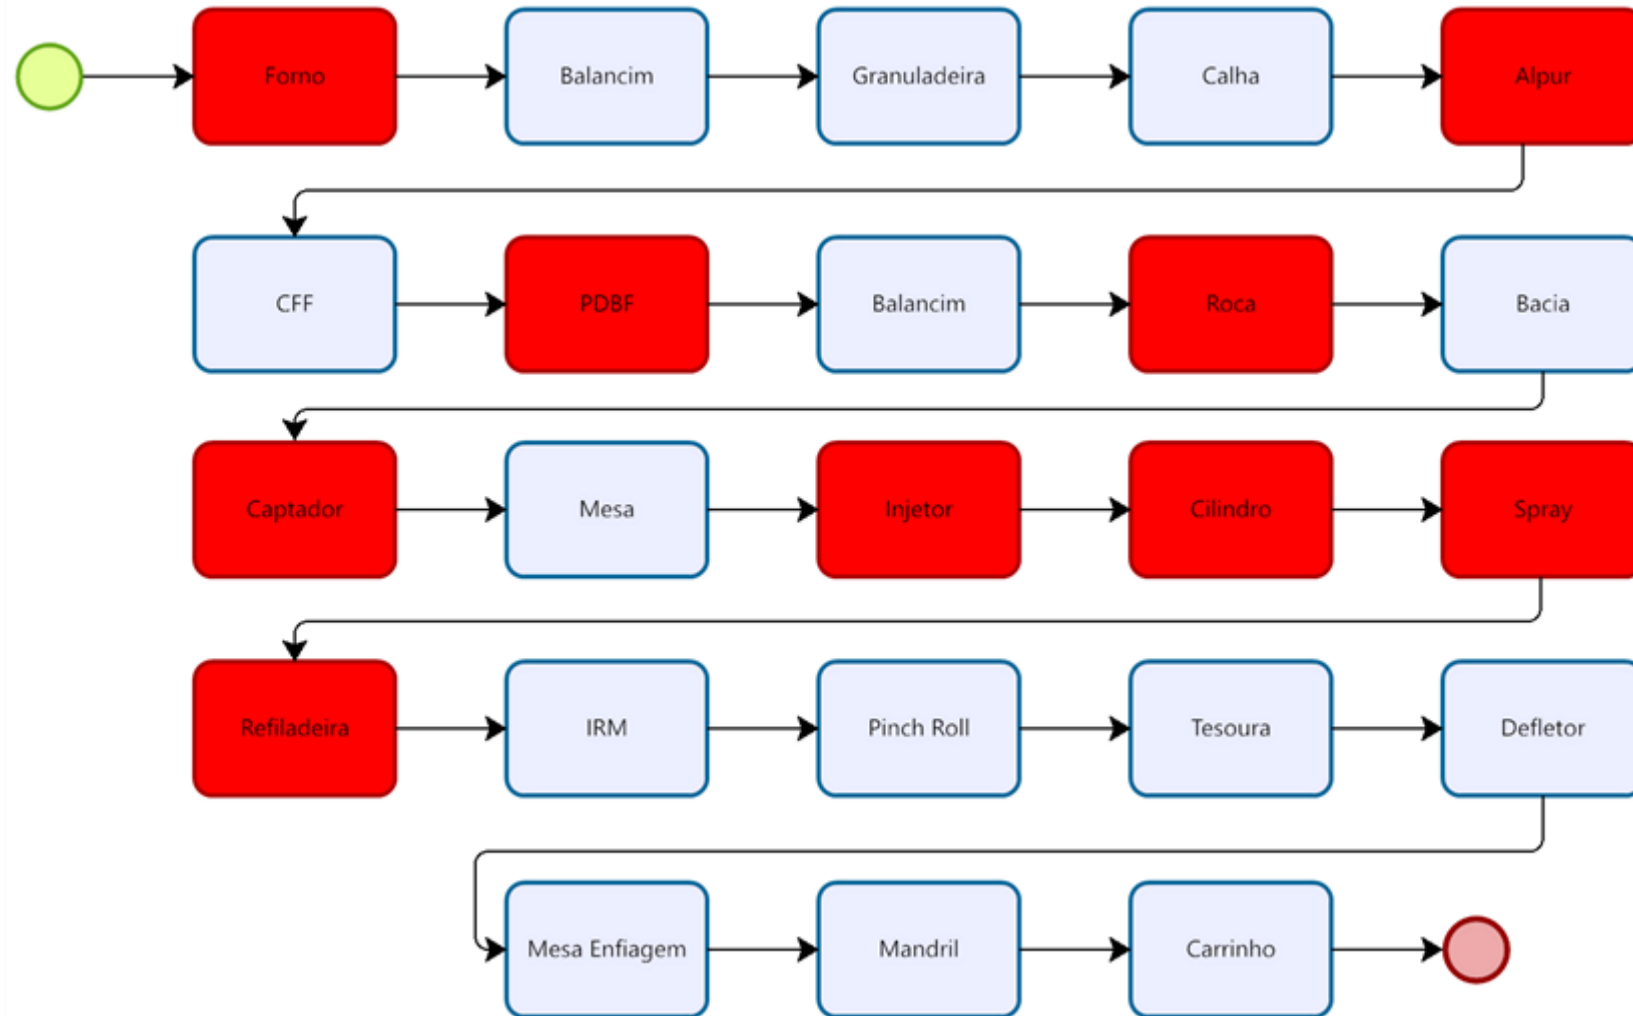 Forno
Balancim
Granuladeira
Calha
Alpur
CFF
PDBF
Balancim
Roca
Bacia
Captador
Mesa
Injetor
Cilindro
Spray
Refiladeira
IRM
Pinch Roll
Tesoura
Defletor
Mesa Enfiagem
Mandril
Carrinho